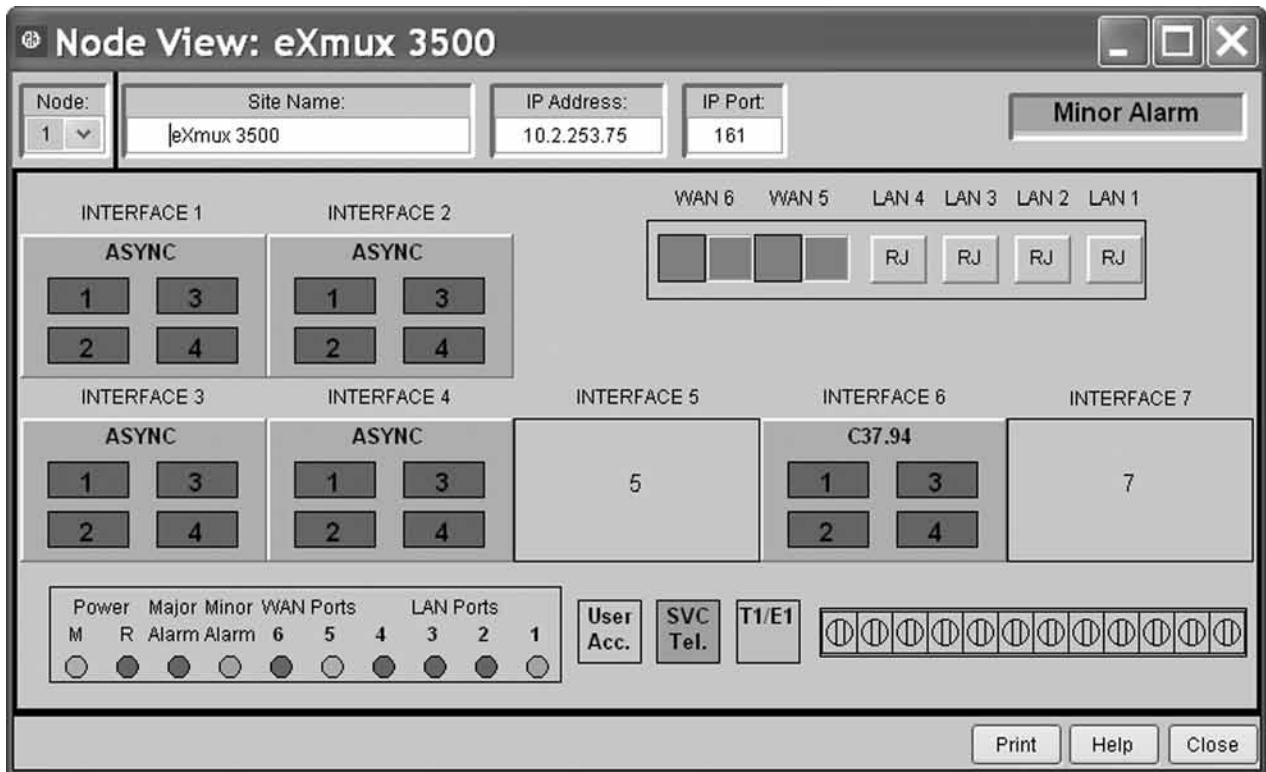 Node View: eXmux 3500
Node: Site Name: IP Address: IP Port:
1 eXmux 3500 10.2.253.75 161 Minor Alarm
WAN 6 WAN 5 LAN 4 LAN 3 LAN 2 LAN 1
RJ RJ RJ RJ
INTERFACE 1 INTERFACE 2
ASYNC ASYNC
1 3 1 3
2 4 2 4
INTERFACE 3 INTERFACE 4 INTERFACE 5 INTERFACE 6 INTERFACE 7
ASYNC ASYNC C37.94
1 3 1 3 5 1 3 7
2 4 2 4 2 4
Power Major Minor WAN Ports LAN Ports
M R Alarm Alarm 6 5 4 3 2 1
User Acc.
SVC Tel.
T1/E1
Print Help Close